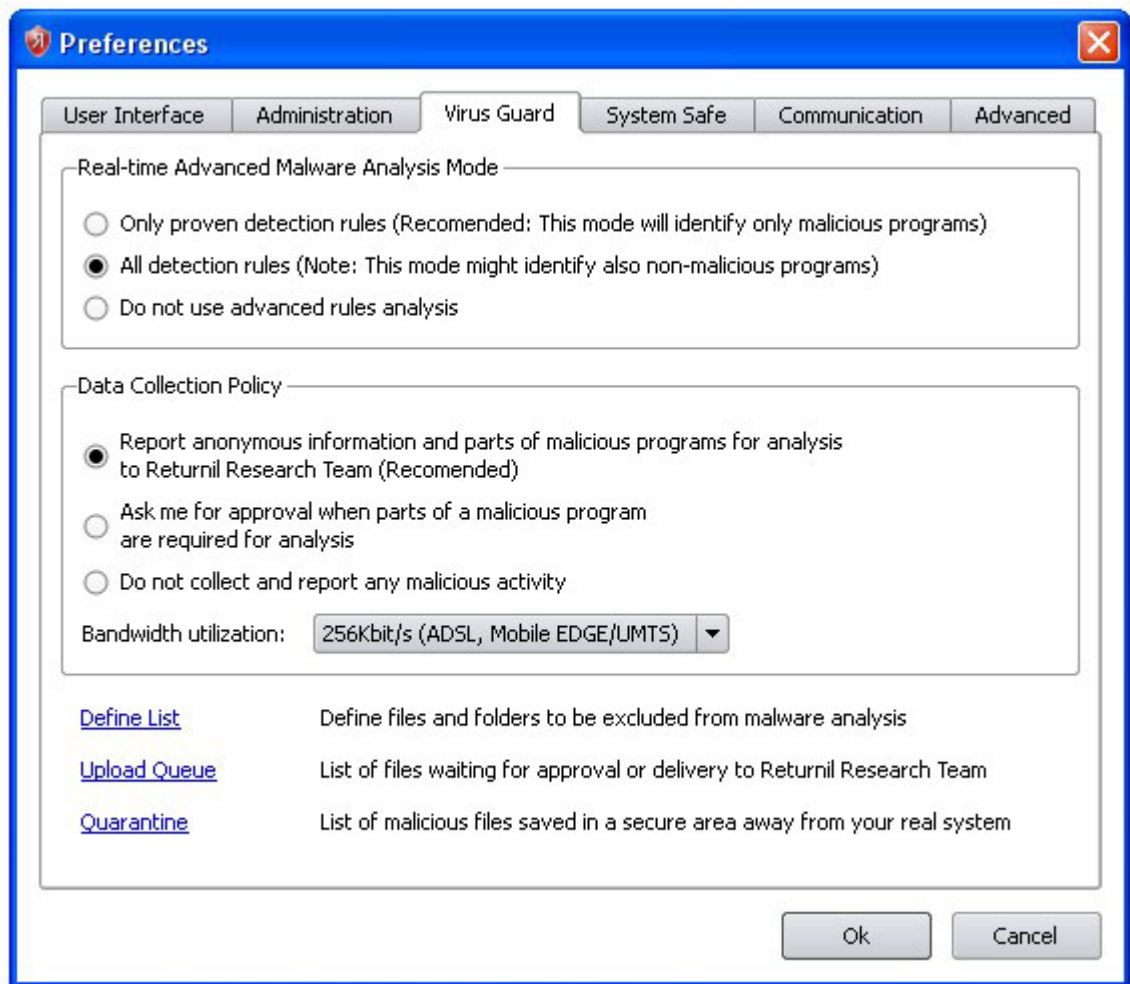 Preferences
User Interface
Administration
Virus Guard
System Safe
Communication
Advanced
Real-time Advanced Malware Analysis Mode
Only proven detection rules (Recomended: This mode will identify only malicious programs)
All detection rules (Note: This mode might identify also non-malicious programs)
Do not use advanced rules analysis
Data Collection Policy
Report anonymous information and parts of malicious programs for analysis
to Returnil Research Team (Recomended)
Ask me for approval when parts of a malicious program
are required for analysis
Do not collect and report any malicious activity
Bandwidth utilization: 256Kbit/s (ADSL, Mobile EDGE/UMTS)
Define List Define files and folders to be excluded from malware analysis
Upload Queue List of files waiting for approval or delivery to Returnil Research Team
Quarantine List of malicious files saved in a secure area away from your real system
Ok
Cancel